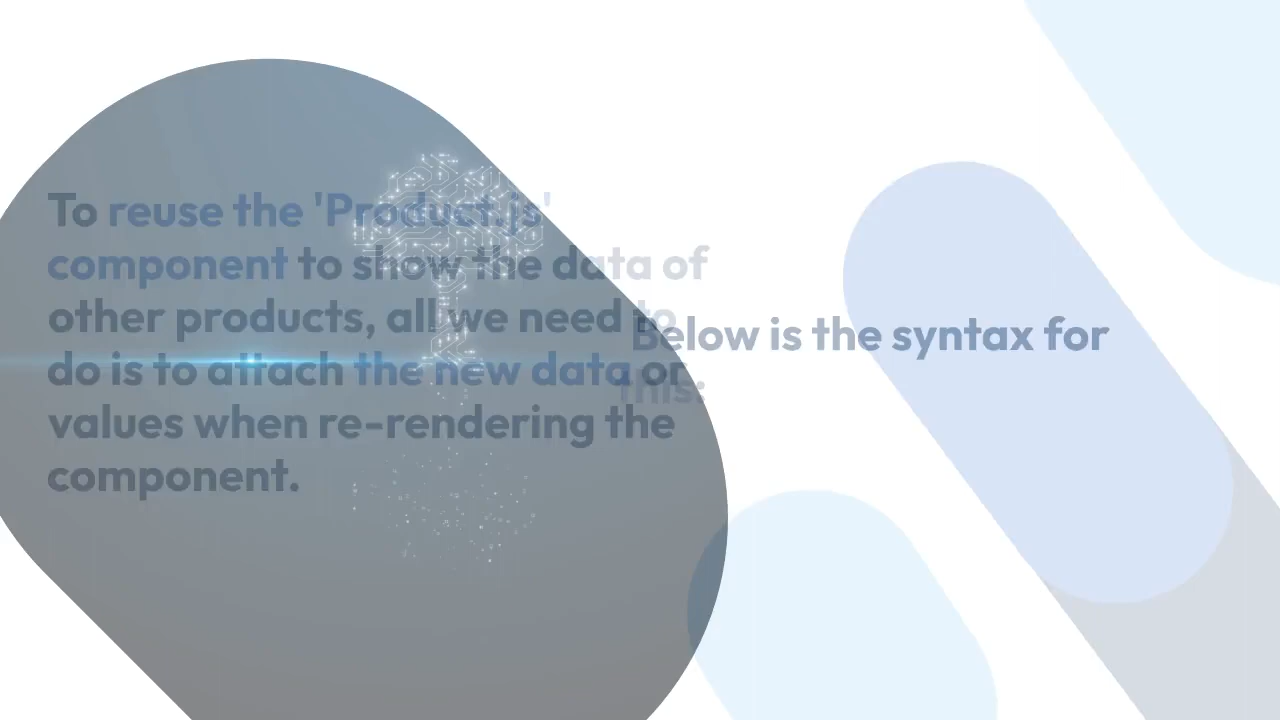 To reuse the 'Product.js'
component to show the data of
other products, all we need to
do is to attach the new data or
values when re-rendering the
component.
Below is the syntax for
this: